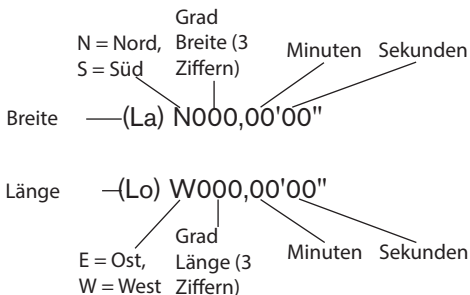 Grad
N = Nord,
Breite (3
Minuten
Sekunden
S = Süd
Ziffern)
Breite
(La) N000,00'00"
Länge
(Lo) W000,00'00"
Grad
E = Ost,
Länge (3
Minuten
Sekunden
W = West
Ziffern)